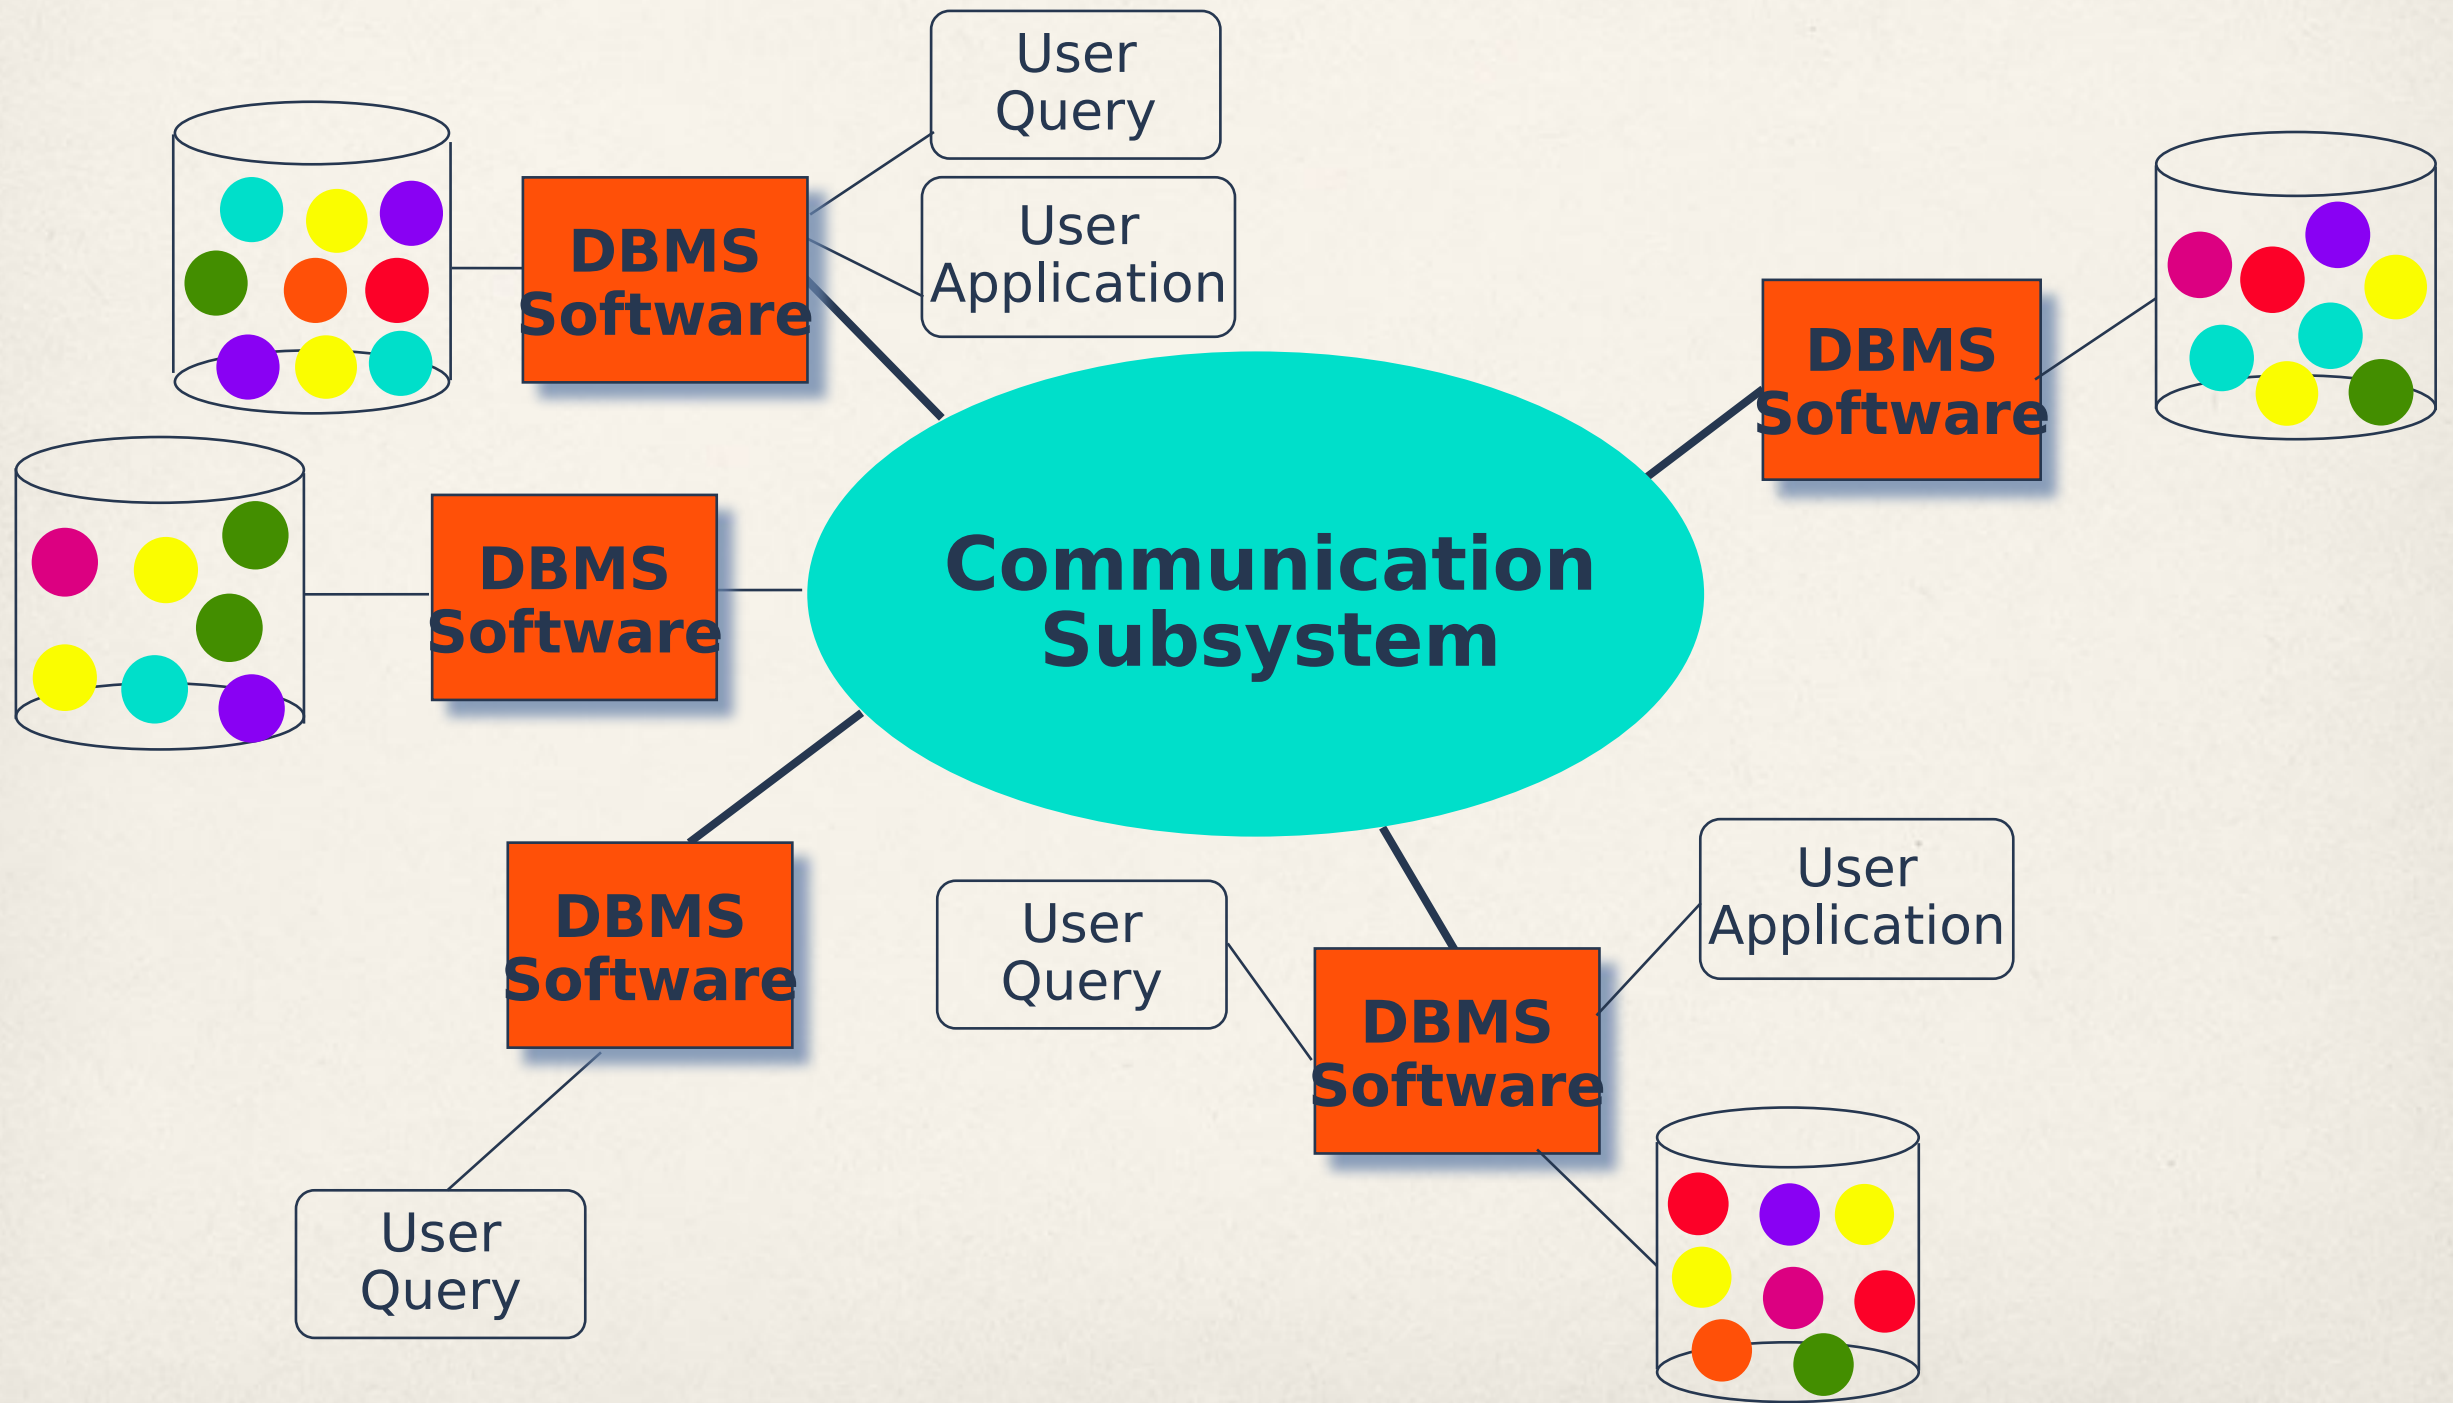 User
Query
User
Application
DBMS
Software
DBMS
Software
DBMS
Software
Communication
Subsystem
DBMS
Software
User
Query
User
Application
DBMS
Software
User
Query